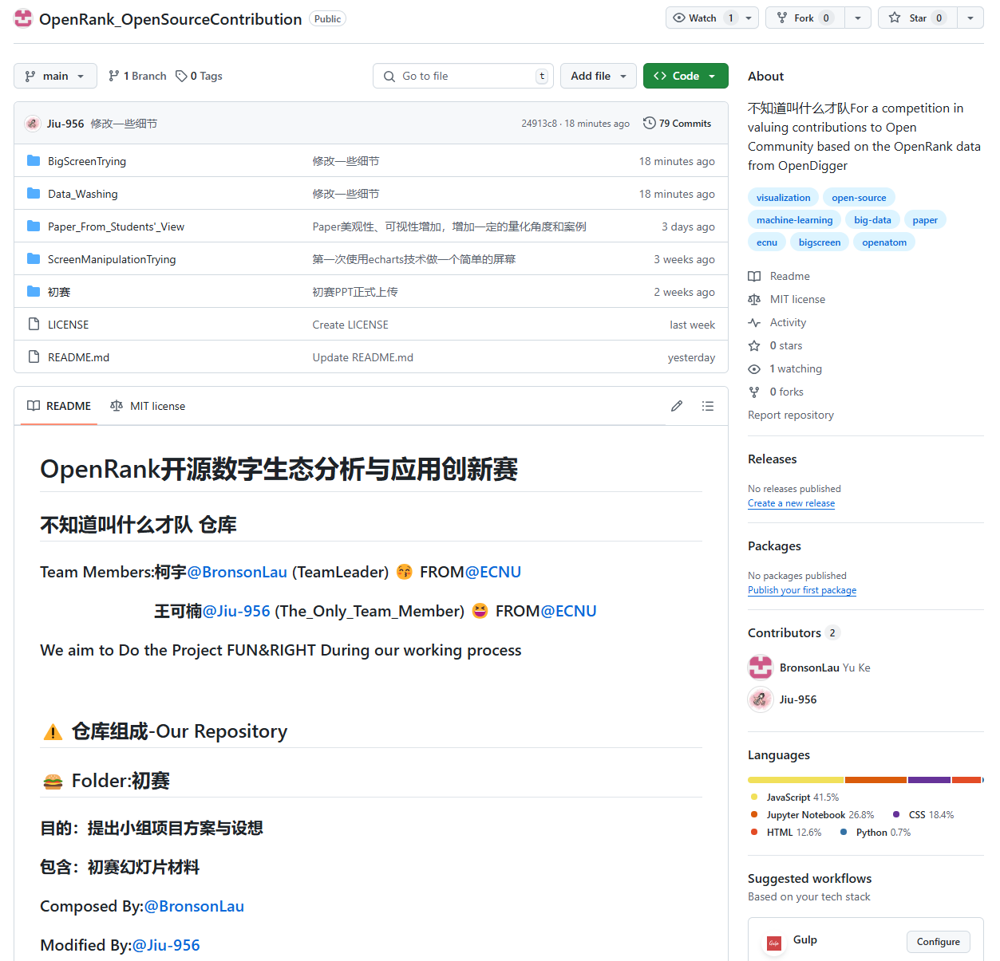 OpenRank_OpenSourceContribution Public
Watch 1
Fork 0
Star 0
main
1 Branch
0 Tags
Go to file t
Add file
Code
Jiu-956 修改一些细节 24913c8 · 18 minutes ago 79 Commits
BigScreenTrying 修改一些细节 18 minutes ago
Data_Washing 修改一些细节 18 minutes ago
Paper_From_Students'_View Paper美观性、可视性增加，增加一定的量化角度和案例 3 days ago
ScreenManipulationTrying 第一次使用echarts技术做一个简单的屏幕 3 weeks ago
初赛 初赛PPT正式上传 2 weeks ago
LICENSE Create LICENSE last week
README.md Update README.md yesterday
README MIT license
OpenRank开源数字生态分析与应用创新赛
不知道叫什么才队 仓库
Team Members:柯宇@BronsonLau (TeamLeader) 😚 FROM@ECNU
王可楠@Jiu-956 (The_Only_Team_Member) 😆 FROM@ECNU
We aim to Do the Project FUN&RIGHT During our working process
⚠️ 仓库组成-Our Repository
🍔 Folder:初赛
目的：提出小组项目方案与设想
包含：初赛幻灯片材料
Composed By:@BronsonLau
Modified By:@Jiu-956
About
不知道叫什么才队For a competition in
valuing contributions to Open
Community based on the OpenRank data
from OpenDigger
visualization open-source
machine-learning big-data paper
ecnu bigscreen openatom
Readme
MIT license
Activity
0 stars
1 watching
0 forks
Report repository
Releases
No releases published
Create a new release
Packages
No packages published
Publish your first package
Contributors 2
BronsonLau Yu Ke
Jiu-956
Languages
JavaScript 41.5%
Jupyter Notebook 26.8% CSS 18.4%
HTML 12.6% Python 0.7%
Suggested workflows
Based on your tech stack
Gulp Gulp Configure